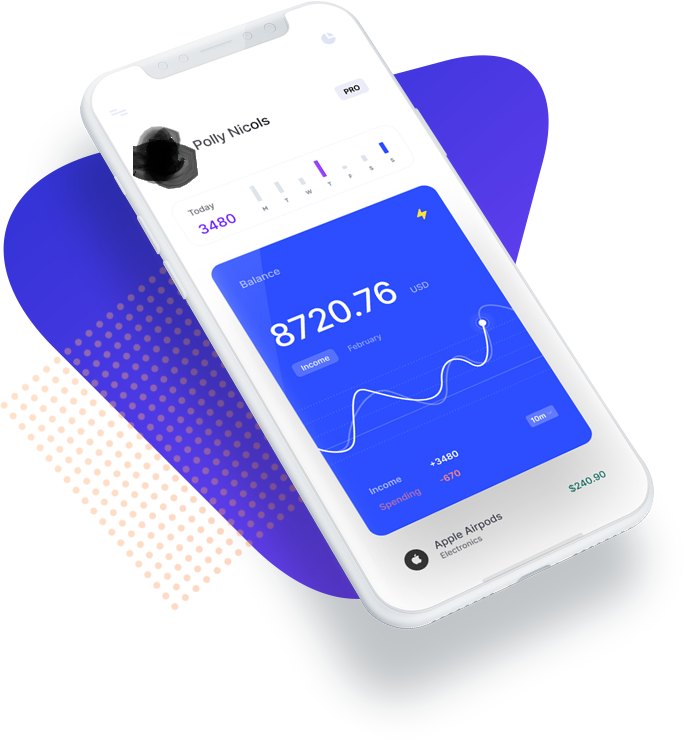 PRO
Polly Nicols
Today
3480
M T W T F S S
Balance
8720.76 USD
Income February
10m
Income +3480
Spending -670
Apple Airpods $240.90
Electronics